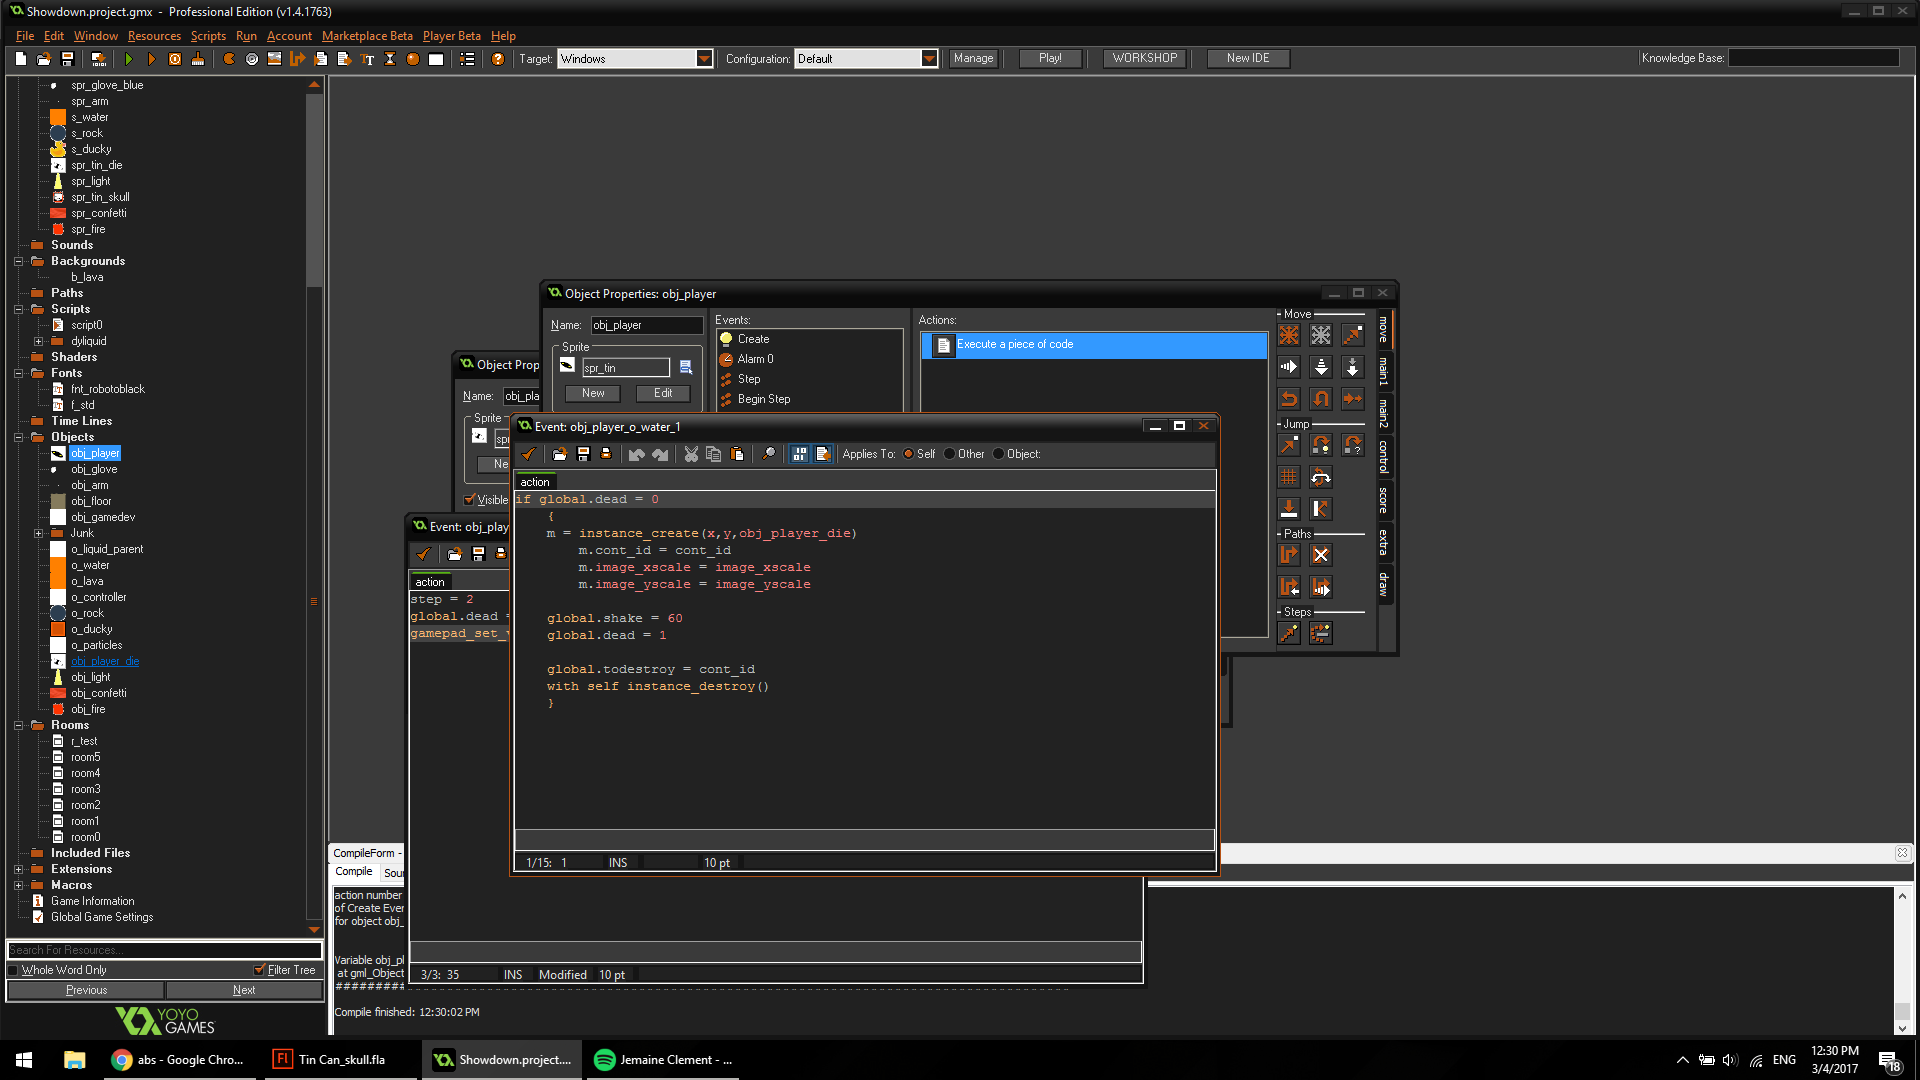 Showdown.project.gmx - Professional Edition (v1.4.1763)
File Edit Window Resources Scripts Run Account Marketplace Beta Player Beta Help
Target: Windows Configuration: Default Manage Play! WORKSHOP New IDE Knowledge Base:
spr_glove_blue
spr_arm
s_water
s_rock
s_ducky
spr_tin_die
spr_light
spr_tin_skull
spr_confetti
spr_fire
Sounds
Backgrounds
b_lava
Paths
Scripts
script0
dyliquid
Shaders
Fonts
fnt_robotoblack
f_std
Time Lines
Objects
obj_player
obj_glove
obj_arm
obj_floor
obj_gamedev
Junk
o_liquid_parent
o_water
o_lava
o_controller
o_rock
o_ducky
o_particles
obj_player_die
obj_light
obj_confetti
obj_fire
Rooms
r_test
room5
room4
room3
room2
room1
room0
Included Files
Extensions
Macros
Game Information
Global Game Settings
Search For Resources...
Whole Word Only Filter Tree
Previous Next
YOYO
GAMES
Object Properties: obj_player
Name: obj_player
Sprite
spr_tin
New Edit
Events:
Create
Alarm 0
Step
Begin Step
Actions:
Execute a piece of code
Move
Jump
Paths
Steps
move
main1
main2
control
score
extra
draw
Object Prop
Name: obj_pla
Sprite
spr
Ne
Visible
Event: obj_player_o_water_1
Applies To: Self Other Object:
action
if global.dead = 0
{
m = instance_create(x,y,obj_player_die)
m.cont_id = cont_id
m.image_xscale = image_xscale
m.image_yscale = image_yscale
global.shake = 60
global.dead = 1
global.todestroy = cont_id
with self instance_destroy()
}
1/15: 1 INS 10 pt
Event: obj_play
action
step = 2
global.dead =
gamepad_set_v
3/3: 35 INS Modified 10 pt
CompileForm -
Compile Sour
action number
of Create Even
for object obj_
Variable obj_pl
at gml_Object
Compile finished: 12:30:02 PM
abs - Google Chro... Tin Can_skull.fla Showdown.project.... Jemaine Clement - ...
ENG
12:30 PM
3/4/2017
18